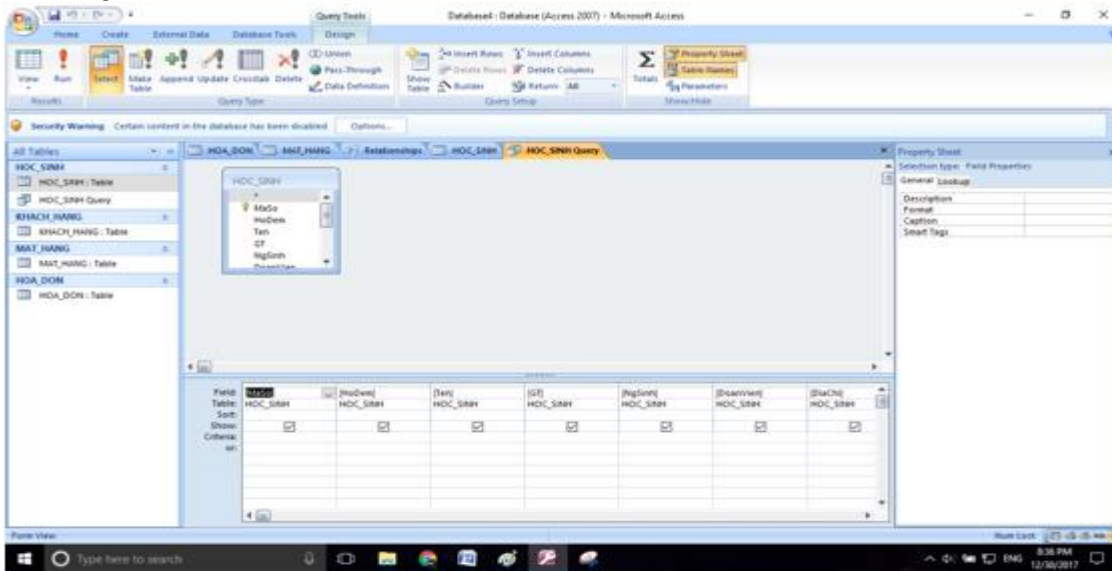 Query Tools
Database4 : Database (Access 2007) - Microsoft Access
Home Create External Data Database Tools Design
View Run Select Make Table Append Update Crosstab Delete
Union
Pass-Through
Data Definition
Show Table
Insert Rows
Delete Rows
Builder
Insert Columns
Delete Columns
Return: All
Totals
Property Sheet
Table Names
Parameters
Results Query Type Query Setup Show/Hide
Security Warning Certain content in the database has been disabled Options...
All Tables
HOA_DON MAT_HANG Relationships HOC_SINH HOC_SINH Query
Property Sheet
Selection type: Field Properties
General Lookup
Description
Format
Caption
Smart Tags
HOC_SINH
HOC_SINH : Table
HOC_SINH Query
KHACH_HANG
KHACH_HANG : Table
MAT_HANG
MAT_HANG : Table
HOA_DON
HOA_DON : Table
HOC_SINH
*
MaSo
HoDem
Ten
GT
NgSinh
DoanVien
Field: [MaSo] [HoDem] [Ten] [GT] [NgSinh] [DoanVien] [DiaChi]
Table: HOC_SINH HOC_SINH HOC_SINH HOC_SINH HOC_SINH HOC_SINH HOC_SINH
Sort:
Show:
Criteria:
or:
Form View Num Lock
Type here to search
ENG
8:36 PM
12/30/2017